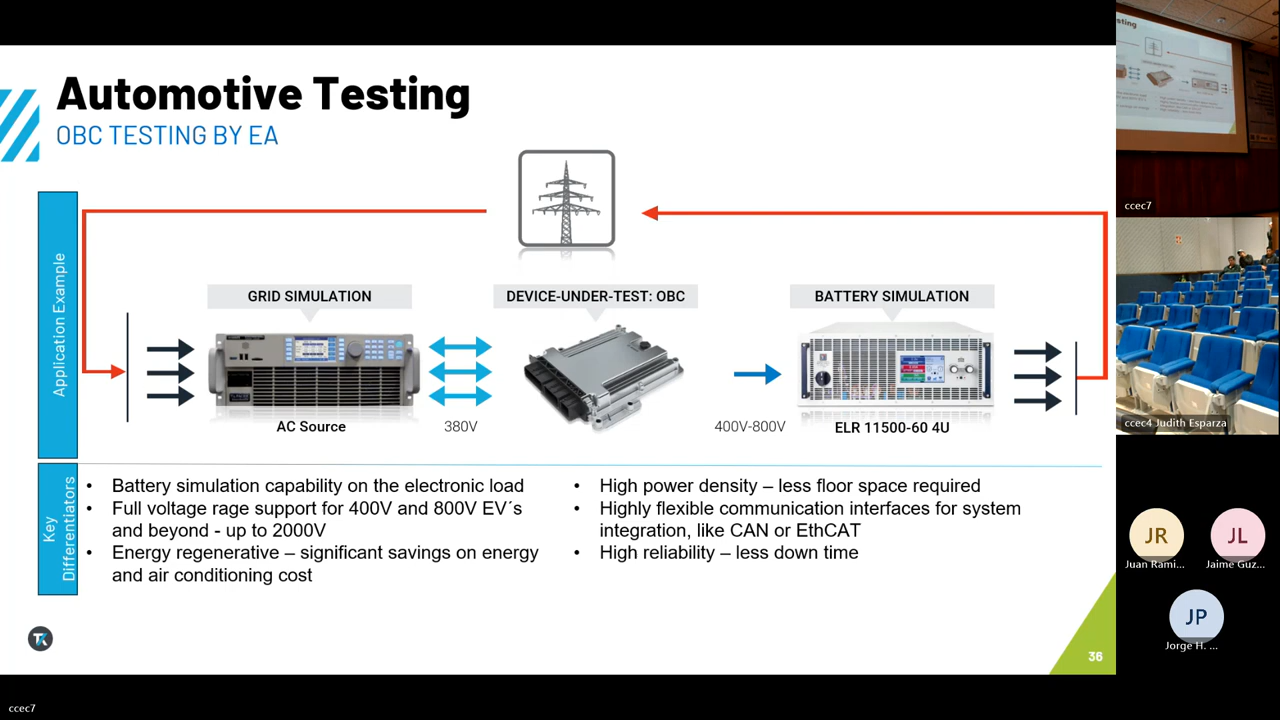 Automotive Testing
OBC TESTING BY EA
Application Example
GRID SIMULATION
DEVICE-UNDER-TEST: OBC
BATTERY SIMULATION
AC Source
380V
400V-800V
ELR 11500-60 4U
Key
Differentiators
• Battery simulation capability on the electronic load
• Full voltage rage support for 400V and 800V EV´s
and beyond - up to 2000V
• Energy regenerative – significant savings on energy
and air conditioning cost
• High power density – less floor space required
• Highly flexible communication interfaces for system
integration, like CAN or EthCAT
• High reliability – less down time
TK
36
ccec7
ccec7
ccec4 Judith Esparza
JR
Juan Rami...
JL
Jaime Guz...
JP
Jorge H. ...